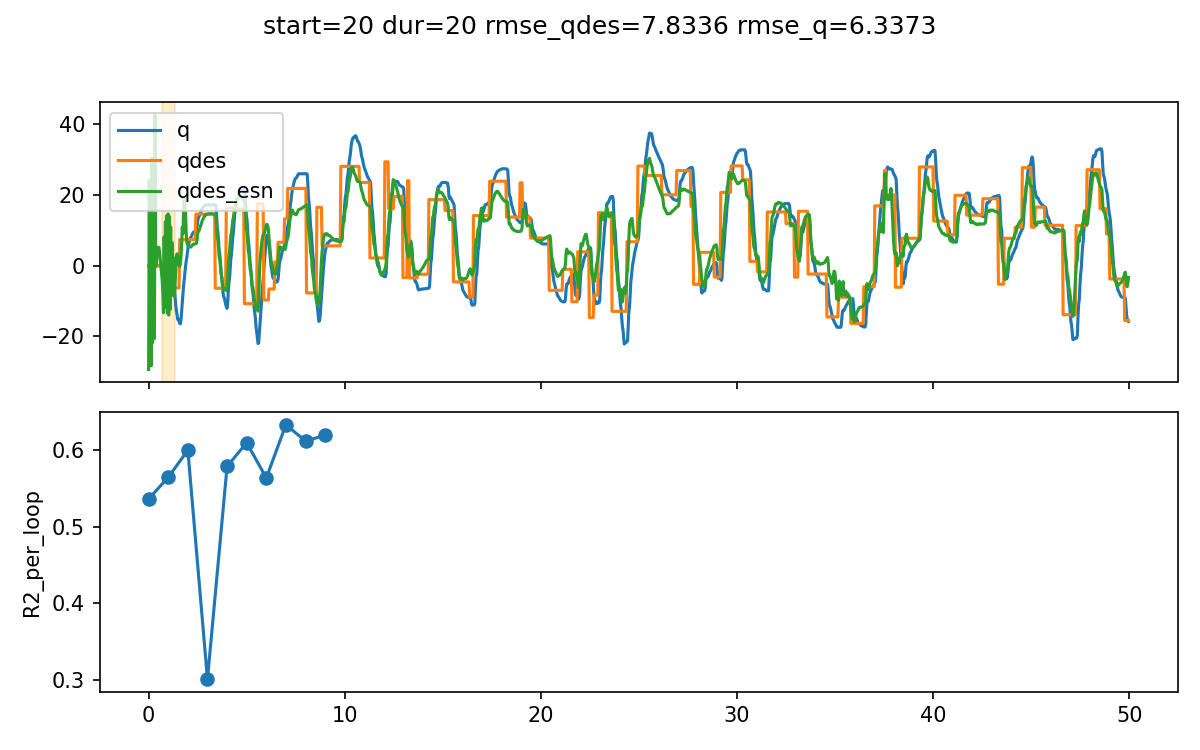 start=20 dur=20 rmse_qdes=7.8336 rmse_q=6.3373
40
20
0
−20
q
qdes
qdes_esn
R2_per_loop
0.6
0.5
0.4
0.3
0 10 20 30 40 50